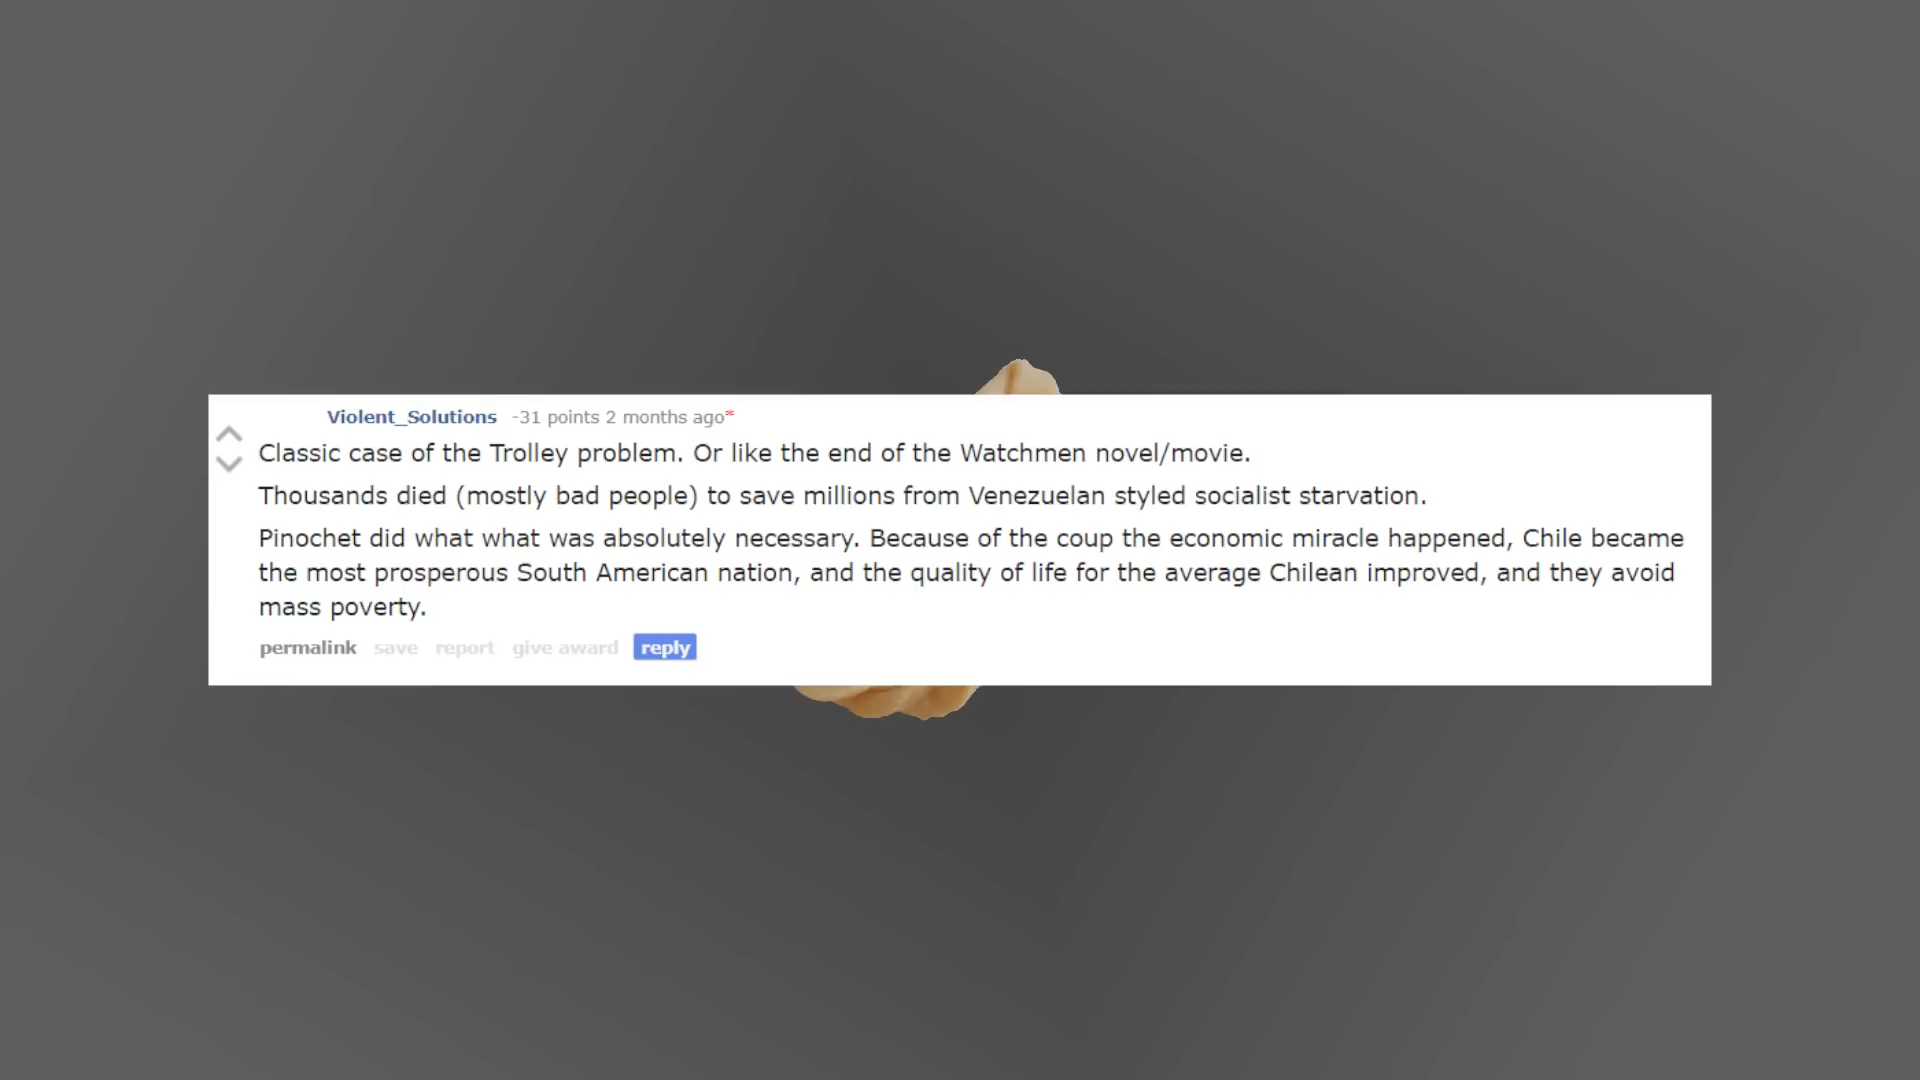 Violent_Solutions -31 points 2 months ago*
Classic case of the Trolley problem. Or like the end of the Watchmen novel/movie.
Thousands died (mostly bad people) to save millions from Venezuelan styled socialist starvation.
Pinochet did what what was absolutely necessary. Because of the coup the economic miracle happened, Chile became
the most prosperous South American nation, and the quality of life for the average Chilean improved, and they avoid
mass poverty.
permalink save report give award reply